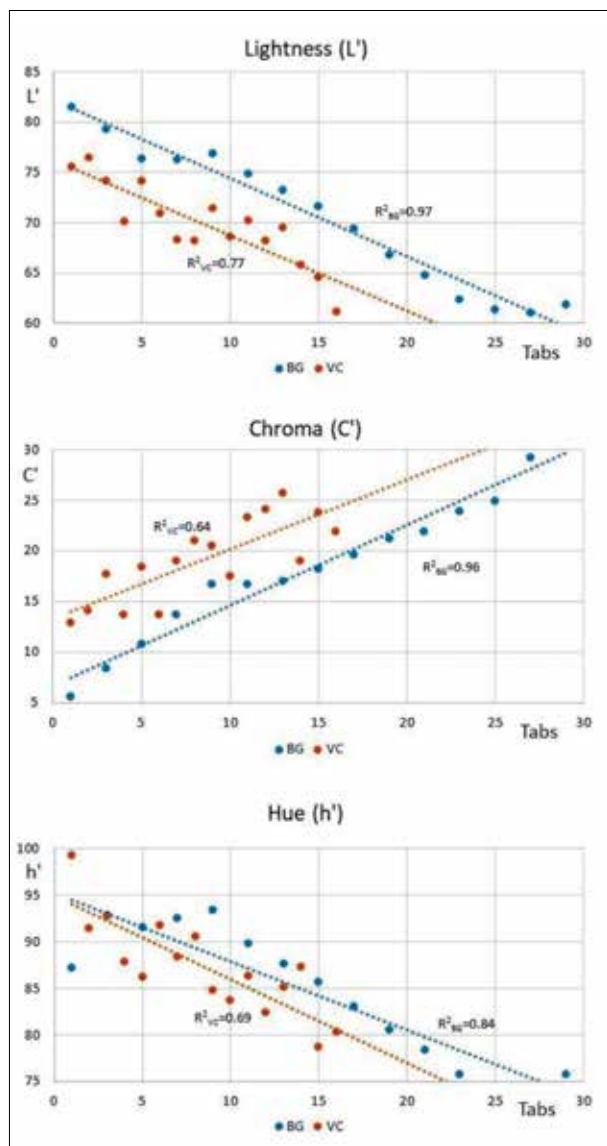 Lightness (L')
85
L'
80
75
70
65
60
R²BG=0.97
R²VC=0.77
0 5 10 15 20 25 30
Tabs
BG VC
Chroma (C')
30
C'
25
20
15
10
5
R²VC=0.64
R²BG=0.96
0 5 10 15 20 25 30
Tabs
BG VC
Hue (h')
100
h'
95
90
85
80
75
R²VC=0.69
R²BG=0.84
0 5 10 15 20 25 30
Tabs
BG VC